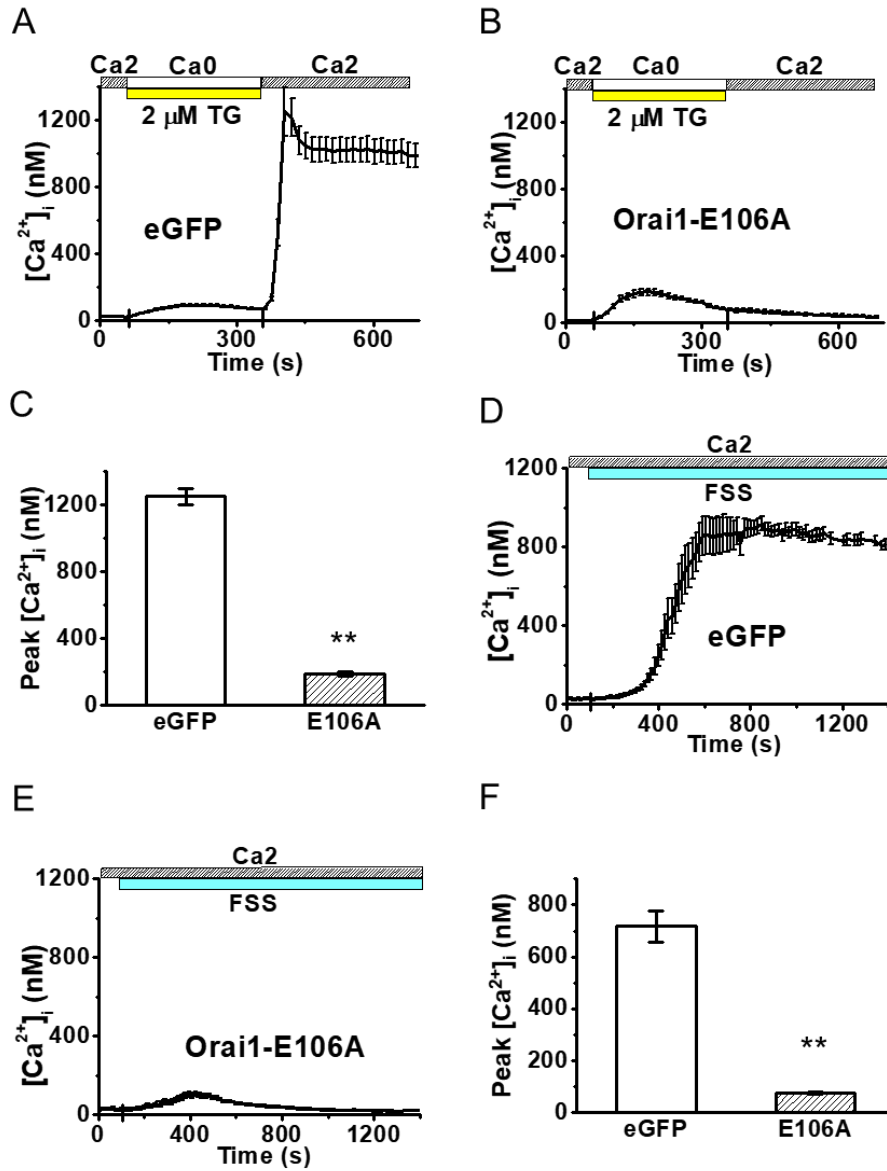 A
Ca2 Ca0 Ca2
2 μM TG
1200
800
400
0
[Ca²⁺]ᵢ (nM)
eGFP
0 300 600
Time (s)
B
Ca2 Ca0 Ca2
2 μM TG
1200
800
400
0
[Ca²⁺]ᵢ (nM)
Orai1-E106A
0 300 600
Time (s)
C
1200
800
400
0
Peak [Ca²⁺]ᵢ (nM)
**
eGFP E106A
D
Ca2
FSS
1200
800
400
0
[Ca²⁺]ᵢ (nM)
eGFP
0 400 800 1200
Time (s)
E
Ca2
FSS
1200
800
400
0
[Ca²⁺]ᵢ (nM)
Orai1-E106A
0 400 800 1200
Time (s)
F
800
600
400
200
0
Peak [Ca²⁺]ᵢ (nM)
**
eGFP E106A